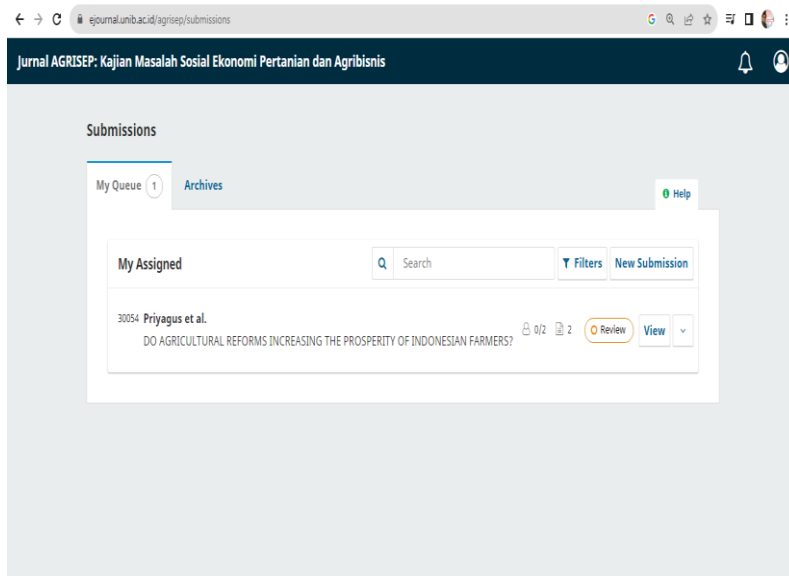 ejournal.unib.ac.id/agrisep/submissions
Jurnal AGRISEP: Kajian Masalah Sosial Ekonomi Pertanian dan Agribisnis
Submissions
My Queue 1 Archives
Help
My Assigned Search Filters New Submission
30054 Priyagus et al.
DO AGRICULTURAL REFORMS INCREASING THE PROSPERITY OF INDONESIAN FARMERS?
0/2 2 Review View